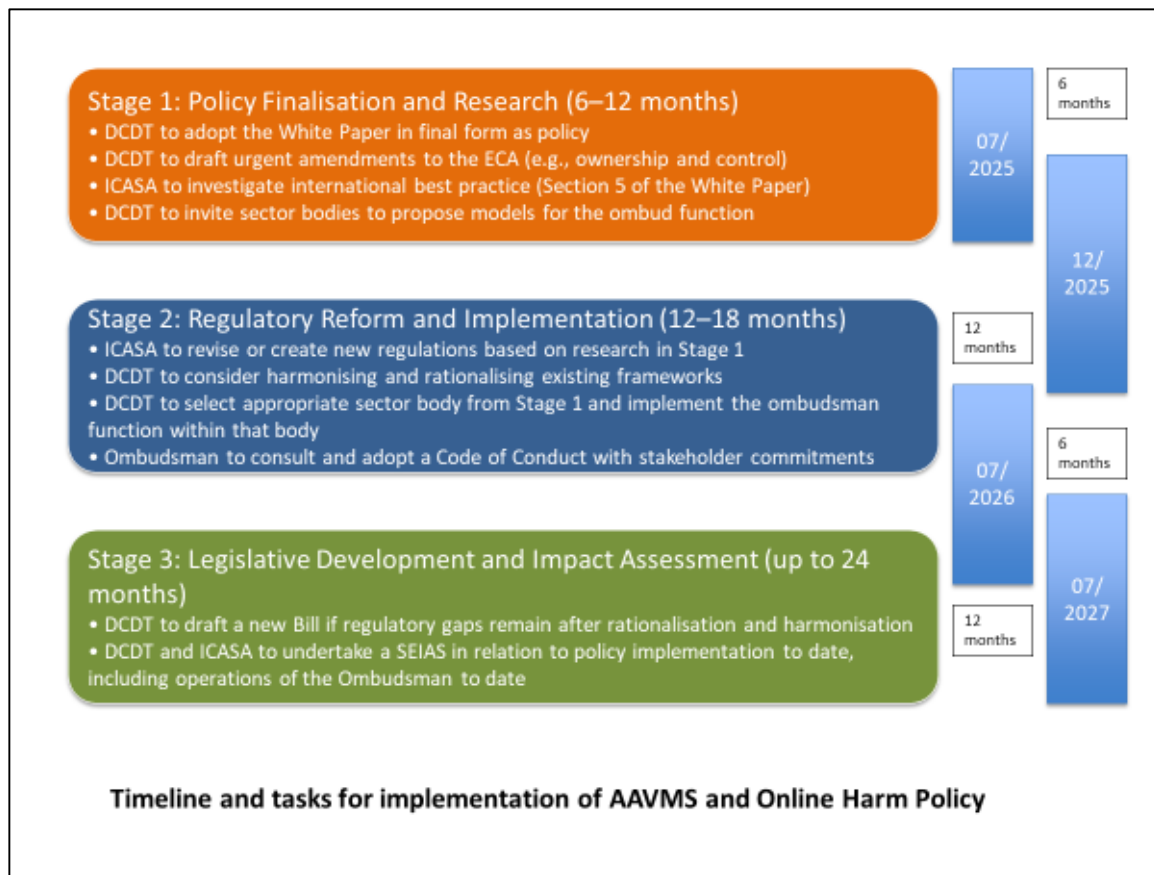 Stage 1: Policy Finalisation and Research (6–12 months)
• DCDT to adopt the White Paper in final form as policy
• DCDT to draft urgent amendments to the ECA (e.g., ownership and control)
• ICASA to investigate international best practice (Section 5 of the White Paper)
• DCDT to invite sector bodies to propose models for the ombud function
07/
2025
6
months
12/
2025
Stage 2: Regulatory Reform and Implementation (12–18 months)
• ICASA to revise or create new regulations based on research in Stage 1
• DCDT to consider harmonising and rationalising existing frameworks
• DCDT to select appropriate sector body from Stage 1 and implement the ombudsman
function within that body
• Ombudsman to consult and adopt a Code of Conduct with stakeholder commitments
12
months
6
months
07/
2026
Stage 3: Legislative Development and Impact Assessment (up to 24
months)
• DCDT to draft a new Bill if regulatory gaps remain after rationalisation and harmonisation
• DCDT and ICASA to undertake a SEIAS in relation to policy implementation to date,
including operations of the Ombudsman to date
12
months
07/
2027
Timeline and tasks for implementation of AAVMS and Online Harm Policy